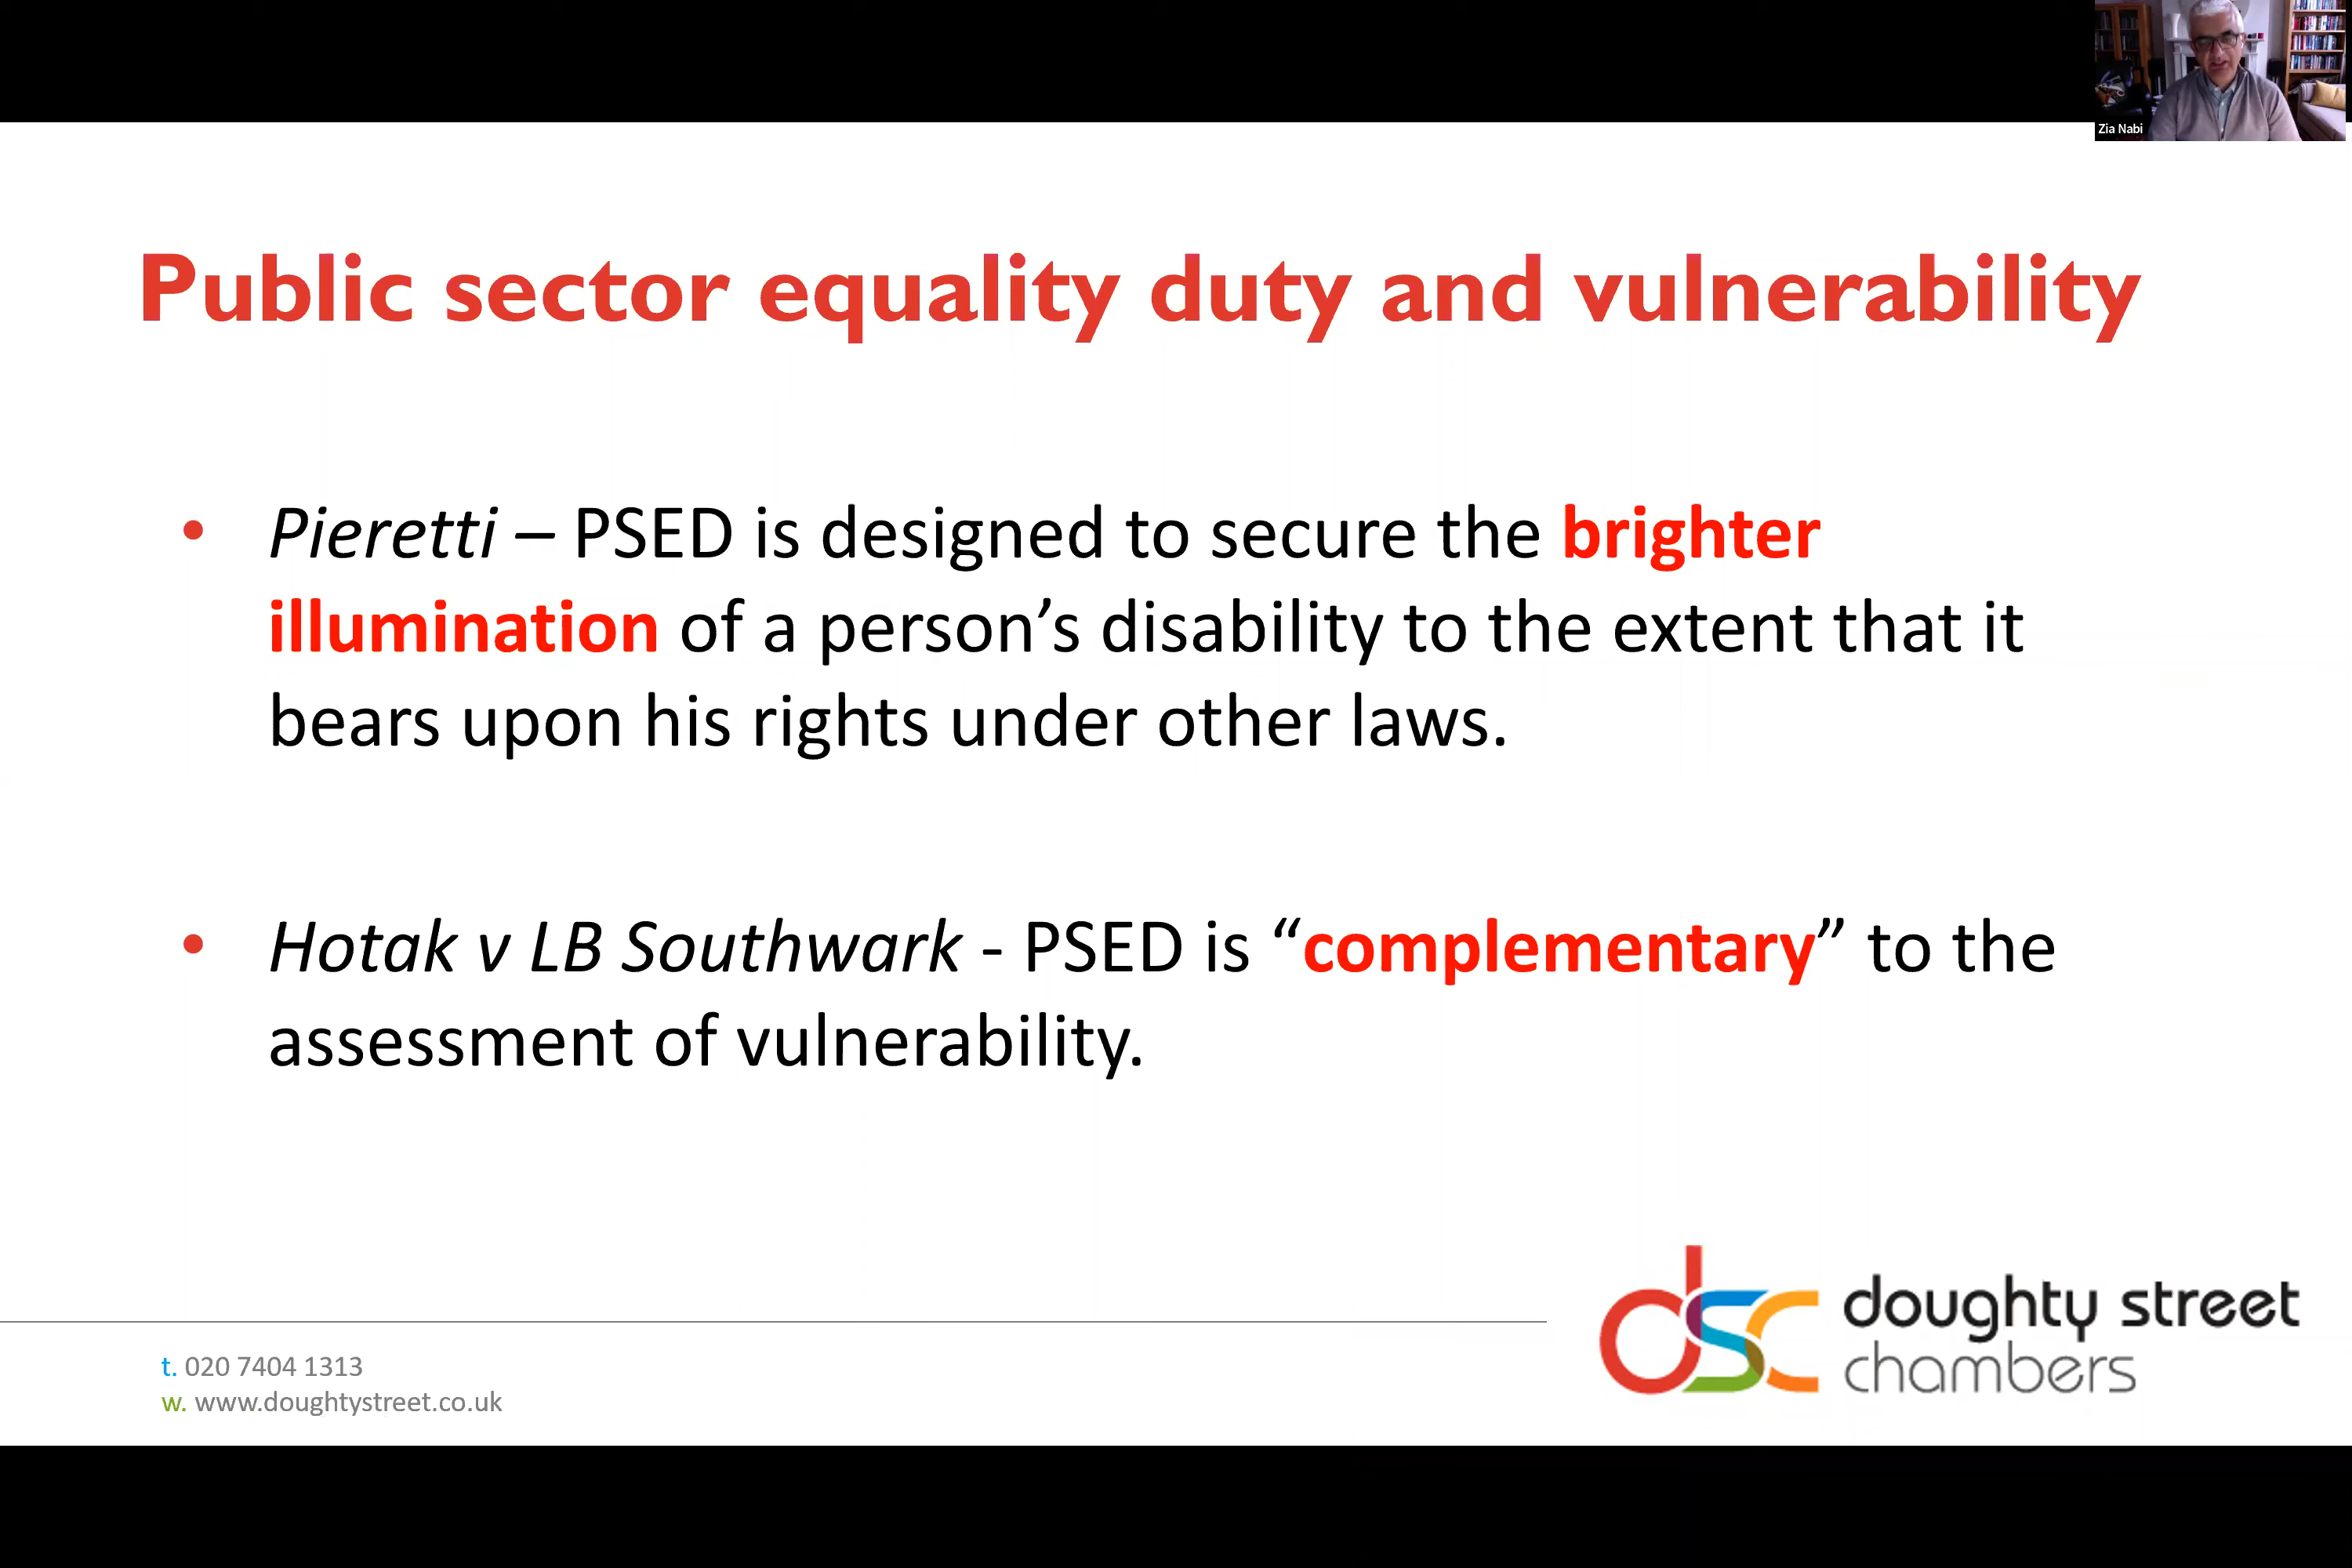 Zia Nabi
Public sector equality duty and vulnerability
• Pieretti – PSED is designed to secure the brighter
illumination of a person’s disability to the extent that it
bears upon his rights under other laws.
• Hotak v LB Southwark - PSED is “complementary” to the
assessment of vulnerability.
t. 020 7404 1313
w. www.doughtystreet.co.uk
dsc
doughty street
chambers